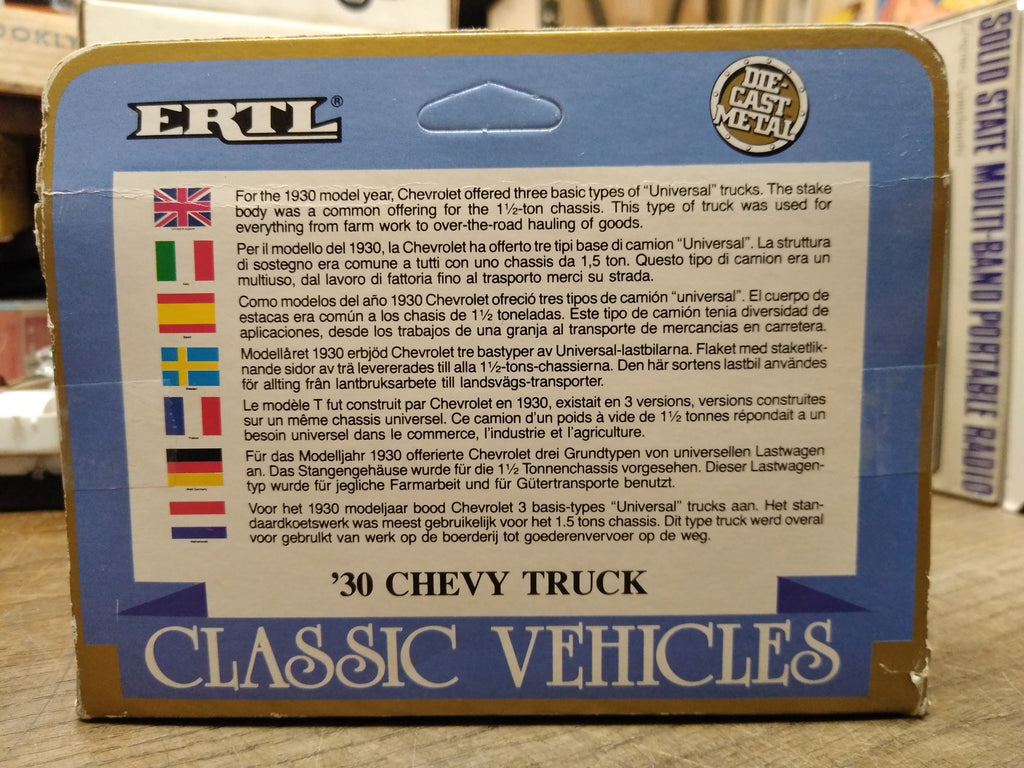 OOKLY
ERTL®
DIE-
CAST
METAL
For the 1930 model year, Chevrolet offered three basic types of “Universal” trucks. The stake
body was a common offering for the 1½-ton chassis. This type of truck was used for
everything from farm work to over-the-road hauling of goods.
Per il modello del 1930, la Chevrolet ha offerto tre tipi base di camion “Universal”. La struttura
di sostegno era comune a tutti con uno chassis da 1,5 ton. Questo tipo di camion era un
multiuso, dal lavoro di fattoria fino al trasporto merci su strada.
Como modelos del año 1930 Chevrolet ofreció tres tipos de camión “universal”. El cuerpo de
estacas era común a los chasis de 1½ toneladas. Este tipo de camión tenia diversidad de
aplicaciones, desde los trabajos de una granja al transporte de mercancias en carretera.
Modellåret 1930 erbjöd Chevrolet tre bastyper av Universal-lastbilarna. Flaket med staketlik-
nande sidor av trä levererades till alla 1½-tons-chassierna. Den här sortens lastbil användes
för allting från lantbruksarbete till landsvägs-transporter.
Le modèle T fut construit par Chevrolet en 1930, existait en 3 versions, versions construites
sur un même chassis universel. Ce camion d’un poids à vide de 1½ tonnes répondait a un
besoin universel dans le commerce, l’industrie et l’agriculture.
Für das Modelljahr 1930 offerierte Chevrolet drei Grundtypen von universellen Lastwagen
an. Das Stangengehäuse wurde für die 1½ Tonnenchassis vorgesehen. Dieser Lastwagen-
typ wurde für jegliche Farmarbeit und für Gütertransporte benutzt.
Voor het 1930 modeljaar bood Chevrolet 3 basis-types “Universal” trucks aan. Het stan-
daardkoetswerk was meest gebruikelijk voor het 1.5 tons chassis. Dit type truck werd overal
voor gebruikt van werk op de boerderij tot goederenvervoer op de weg.
’30 CHEVY TRUCK
CLASSIC VEHICLES
SOLID STATE MULTI-BAND PORTABLE RADIO